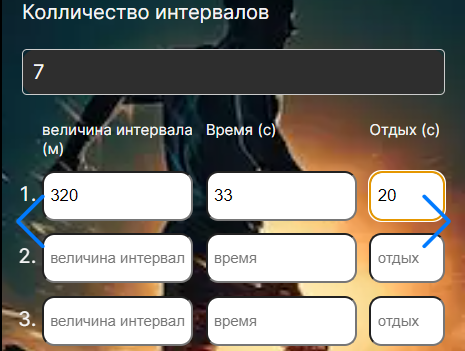 Колличество интервалов
7
величина интервала (м) Время (с) Отдых (с)
1. 320 33 20
2. величина интервал время отдых
3. величина интервал время отдых